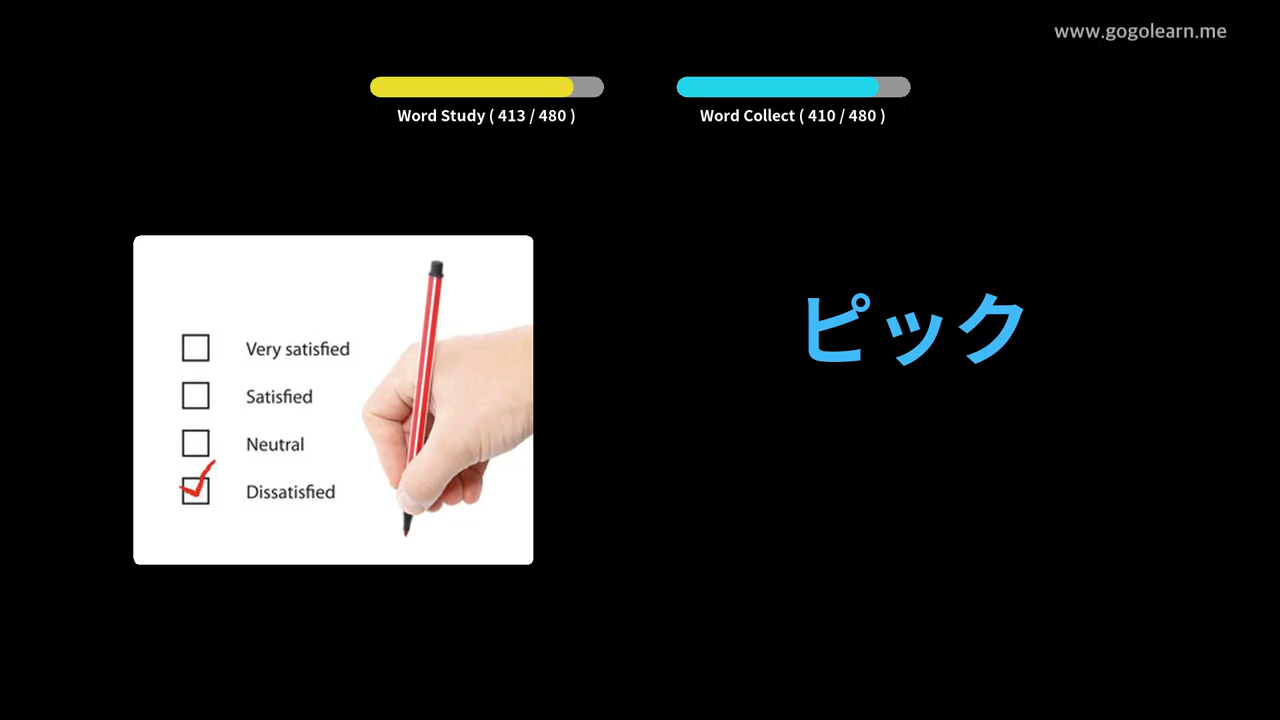 www.gogolearn.me
Word Study ( 413 / 480 )
Word Collect ( 410 / 480 )
Very satisfied
Satisfied
Neutral
Dissatisfied
ピック